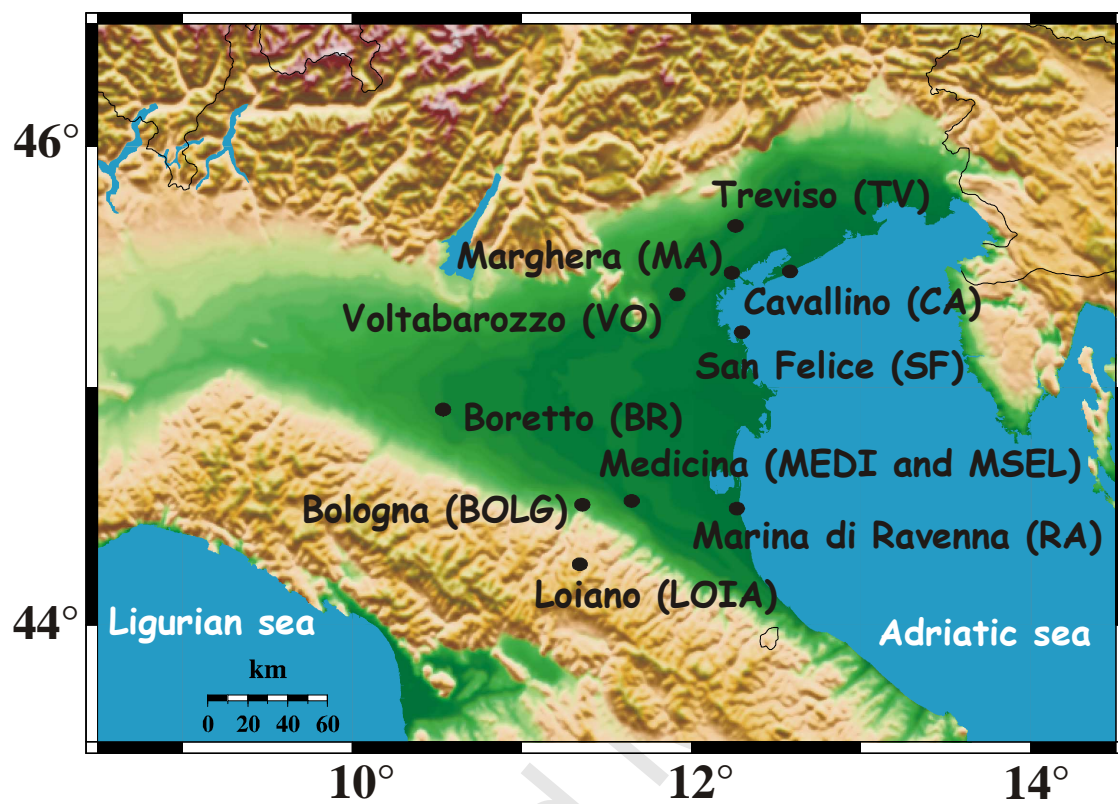 46°
Treviso (TV)
Marghera (MA)
Cavallino (CA)
Voltabarozzo (VO)
San Felice (SF)
Boretto (BR)
Medicina (MEDI and MSEL)
Bologna (BOLG)
Marina di Ravenna (RA)
Loiano (LOIA)
44°
Ligurian sea
Adriatic sea
km
0 20 40 60
10° 12° 14°